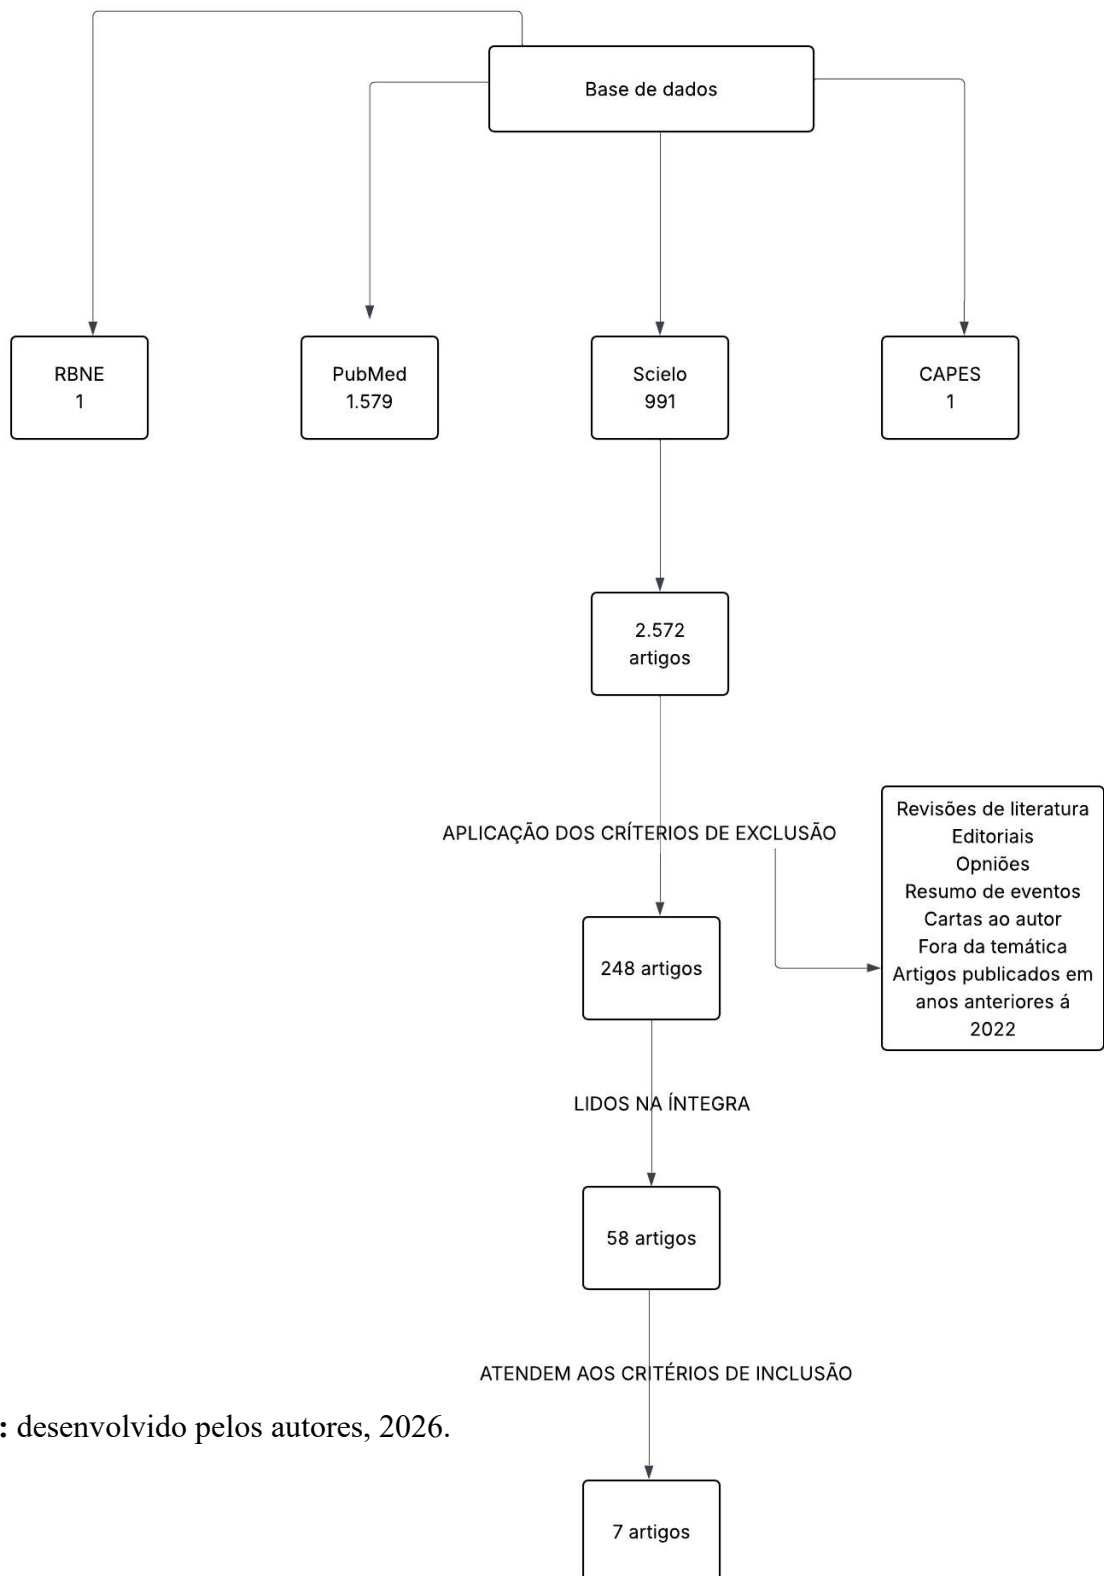 Base de dados
RBNE
1
PubMed
1.579
Scielo
991
CAPES
1
2.572
artigos
APLICAÇÃO DOS CRÍTERIOS DE EXCLUSÃO
Revisões de literatura
Editoriais
Opniões
Resumo de eventos
Cartas ao autor
Fora da temática
Artigos publicados em
anos anteriores á
2022
248 artigos
LIDOS NA ÍNTEGRA
58 artigos
ATENDEM AOS CRITÉRIOS DE INCLUSÃO
: desenvolvido pelos autores, 2026.
7 artigos